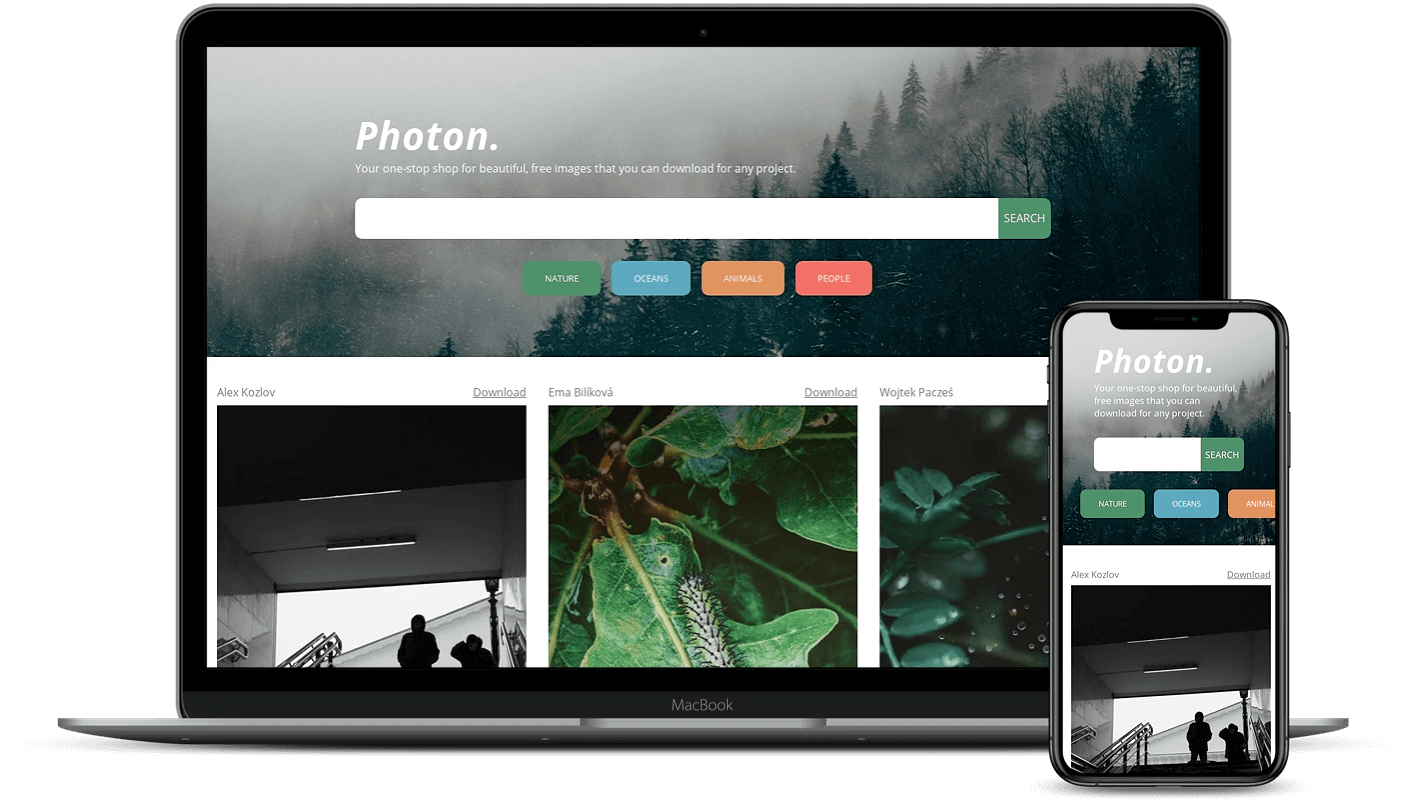 Photon.
Your one-stop shop for beautiful, free images that you can download for any project.
SEARCH
NATURE
OCEANS
ANIMALS
PEOPLE
Alex Kozlov
Download
Ema Bilíková
Download
Wojtek Pacześ
MacBook
Photon.
Your one-stop shop for beautiful,
free images that you can
download for any project.
SEARCH
NATURE
OCEANS
ANIMAL
Alex Kozlov
Download